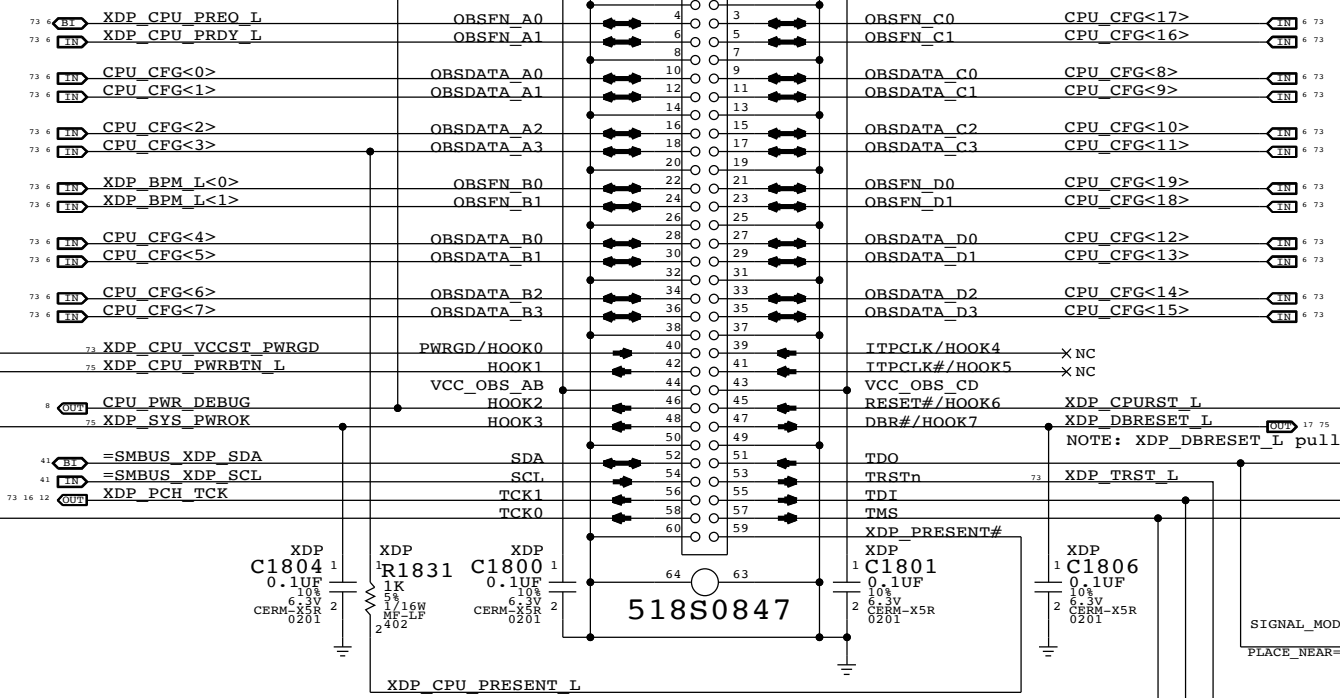 73 6 BI XDP_CPU_PREQ_L OBSFN_A0 4 3 OBSFN_C0 CPU_CFG<17> IN 6 73
73 6 IN XDP_CPU_PRDY_L OBSFN_A1 6 5 OBSFN_C1 CPU_CFG<16> IN 6 73
8 7
73 6 IN CPU_CFG<0> OBSDATA_A0 10 9 OBSDATA_C0 CPU_CFG<8> IN 6 73
73 6 IN CPU_CFG<1> OBSDATA_A1 12 11 OBSDATA_C1 CPU_CFG<9> IN 6 73
14 13
73 6 IN CPU_CFG<2> OBSDATA_A2 16 15 OBSDATA_C2 CPU_CFG<10> IN 6 73
73 6 IN CPU_CFG<3> OBSDATA_A3 18 17 OBSDATA_C3 CPU_CFG<11> IN 6 73
20 19
73 6 IN XDP_BPM_L<0> OBSFN_B0 22 21 OBSFN_D0 CPU_CFG<19> IN 6 73
73 6 IN XDP_BPM_L<1> OBSFN_B1 24 23 OBSFN_D1 CPU_CFG<18> IN 6 73
26 25
73 6 IN CPU_CFG<4> OBSDATA_B0 28 27 OBSDATA_D0 CPU_CFG<12> IN 6 73
73 6 IN CPU_CFG<5> OBSDATA_B1 30 29 OBSDATA_D1 CPU_CFG<13> IN 6 73
32 31
73 6 IN CPU_CFG<6> OBSDATA_B2 34 33 OBSDATA_D2 CPU_CFG<14> IN 6 73
73 6 IN CPU_CFG<7> OBSDATA_B3 36 35 OBSDATA_D3 CPU_CFG<15> IN 6 73
38 37
73 XDP_CPU_VCCST_PWRGD PWRGD/HOOK0 40 39 ITPCLK/HOOK4 NC
75 XDP_CPU_PWRBTN_L HOOK1 42 41 ITPCLK#/HOOK5 NC
VCC_OBS_AB 44 43 VCC_OBS_CD
8 OUT CPU_PWR_DEBUG HOOK2 46 45 RESET#/HOOK6 XDP_CPURST_L
75 XDP_SYS_PWROK HOOK3 48 47 DBR#/HOOK7 XDP_DBRESET_L OUT 17 75
50 49 NOTE: XDP_DBRESET_L pull
41 BI =SMBUS_XDP_SDA SDA 52 51 TDO
41 IN =SMBUS_XDP_SCL SCL 54 53 TRSTn 73 XDP_TRST_L
73 16 12 OUT XDP_PCH_TCK TCK1 56 55 TDI
TCK0 58 57 TMS
60 59 XDP_PRESENT#
XDP
C1804
0.1UF
10%
6.3V
CERM-X5R
0201
1
2
XDP
1
R1831
1K
5%
1/16W
MF-LF
402
2
XDP
C1800
0.1UF
10%
6.3V
CERM-X5R
0201
1
2
64 63
518S0847
XDP
1
C1801
0.1UF
10%
6.3V
CERM-X5R
0201
2
XDP
1
C1806
0.1UF
10%
6.3V
CERM-X5R
0201
2
SIGNAL_MOD
PLACE_NEAR=
XDP_CPU_PRESENT_L